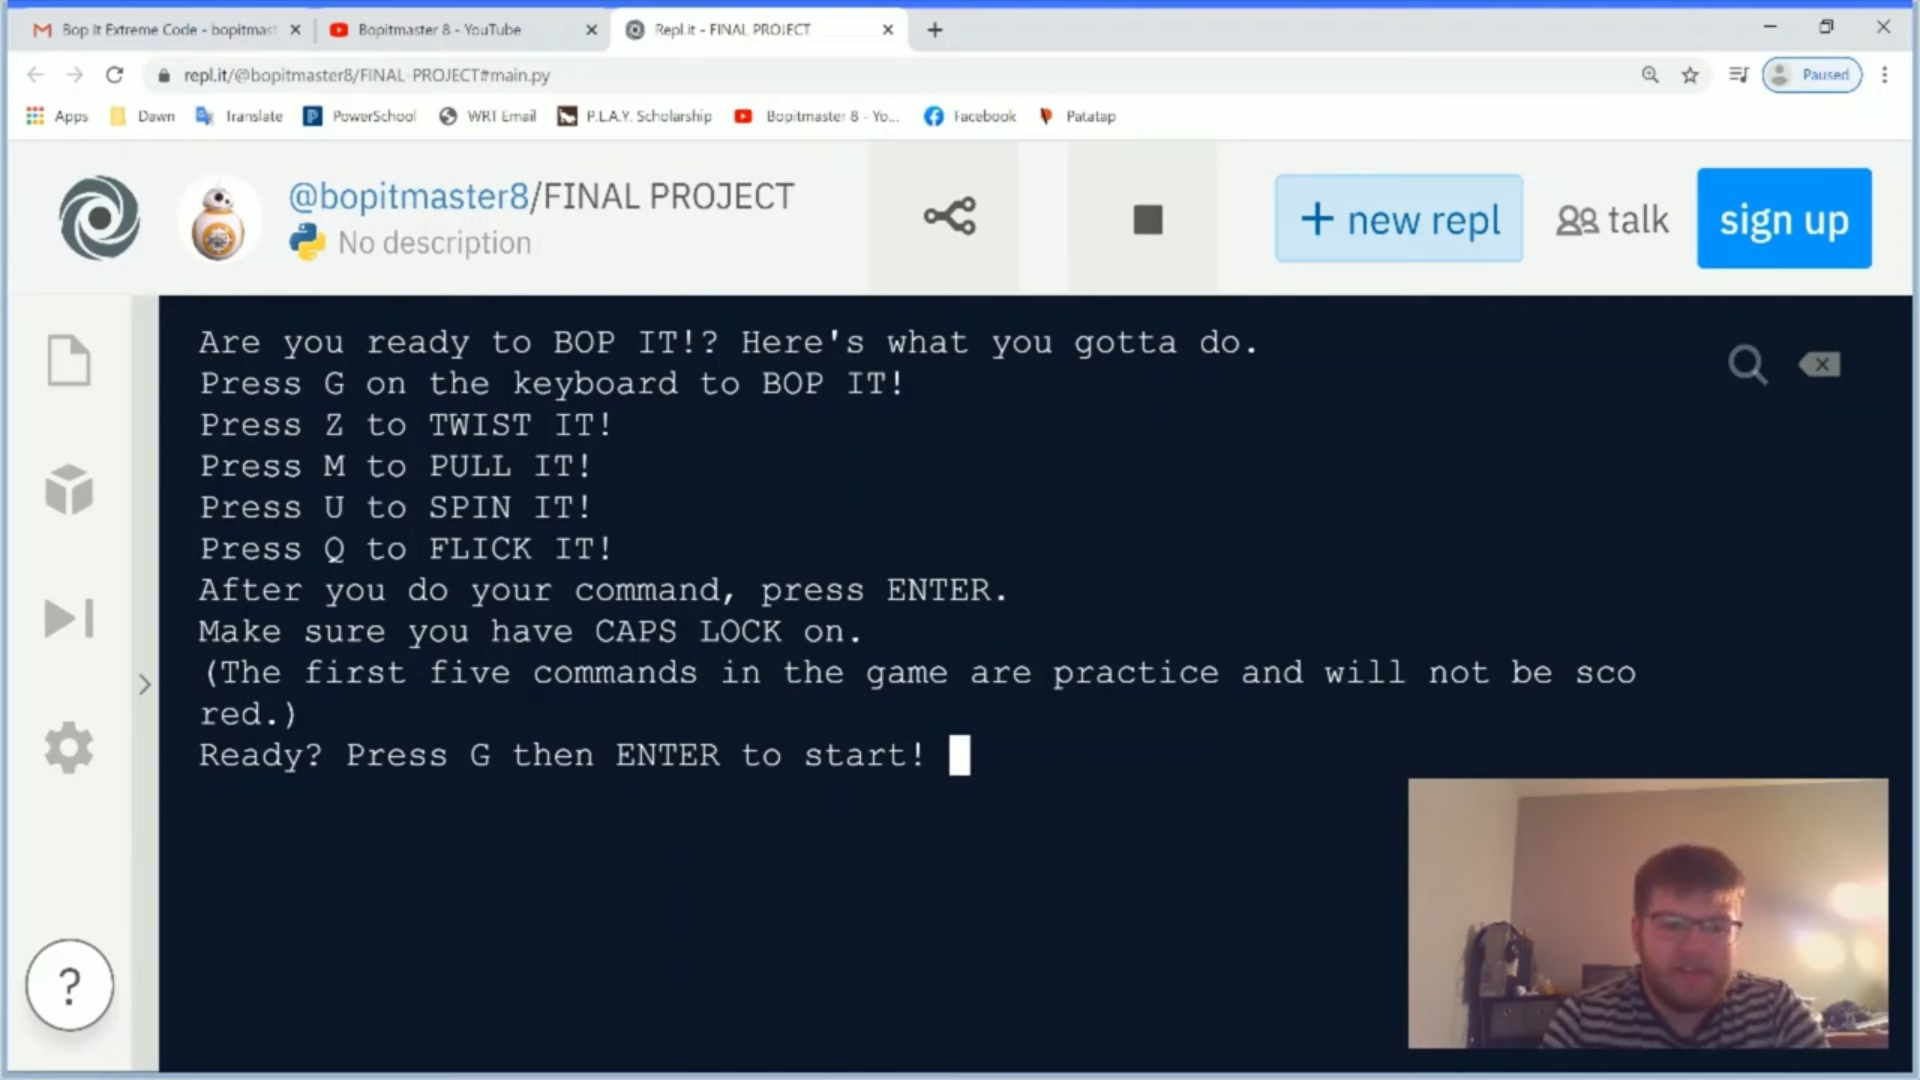 Bop It Extreme Code - bopitmast
Bopitmaster 8 - YouTube
Repl.it - FINAL PROJECT
repl.it/@bopitmaster8/FINAL-PROJECT#main.py
Paused
Apps
Dawn
Translate
PowerSchool
WRT Email
P.L.A.Y. Scholarship
Bopitmaster 8 - Yo...
Facebook
Patatap
@bopitmaster8/FINAL PROJECT
No description
+ new repl
talk
sign up
Are you ready to BOP IT!? Here's what you gotta do.
Press G on the keyboard to BOP IT!
Press Z to TWIST IT!
Press M to PULL IT!
Press U to SPIN IT!
Press Q to FLICK IT!
After you do your command, press ENTER.
Make sure you have CAPS LOCK on.
(The first five commands in the game are practice and will not be sco
red.)
Ready? Press G then ENTER to start!
?